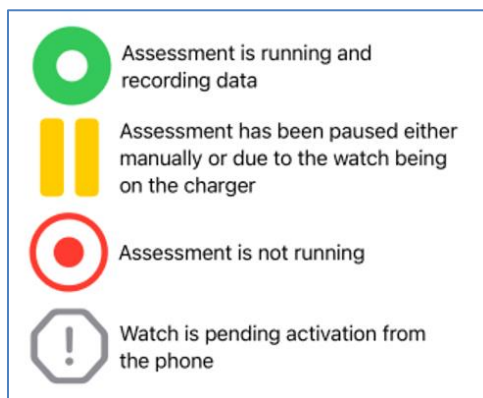 Assessment is running and
recording data
Assessment has been paused either
manually or due to the watch being
on the charger
Assessment is not running
Watch is pending activation from
the phone